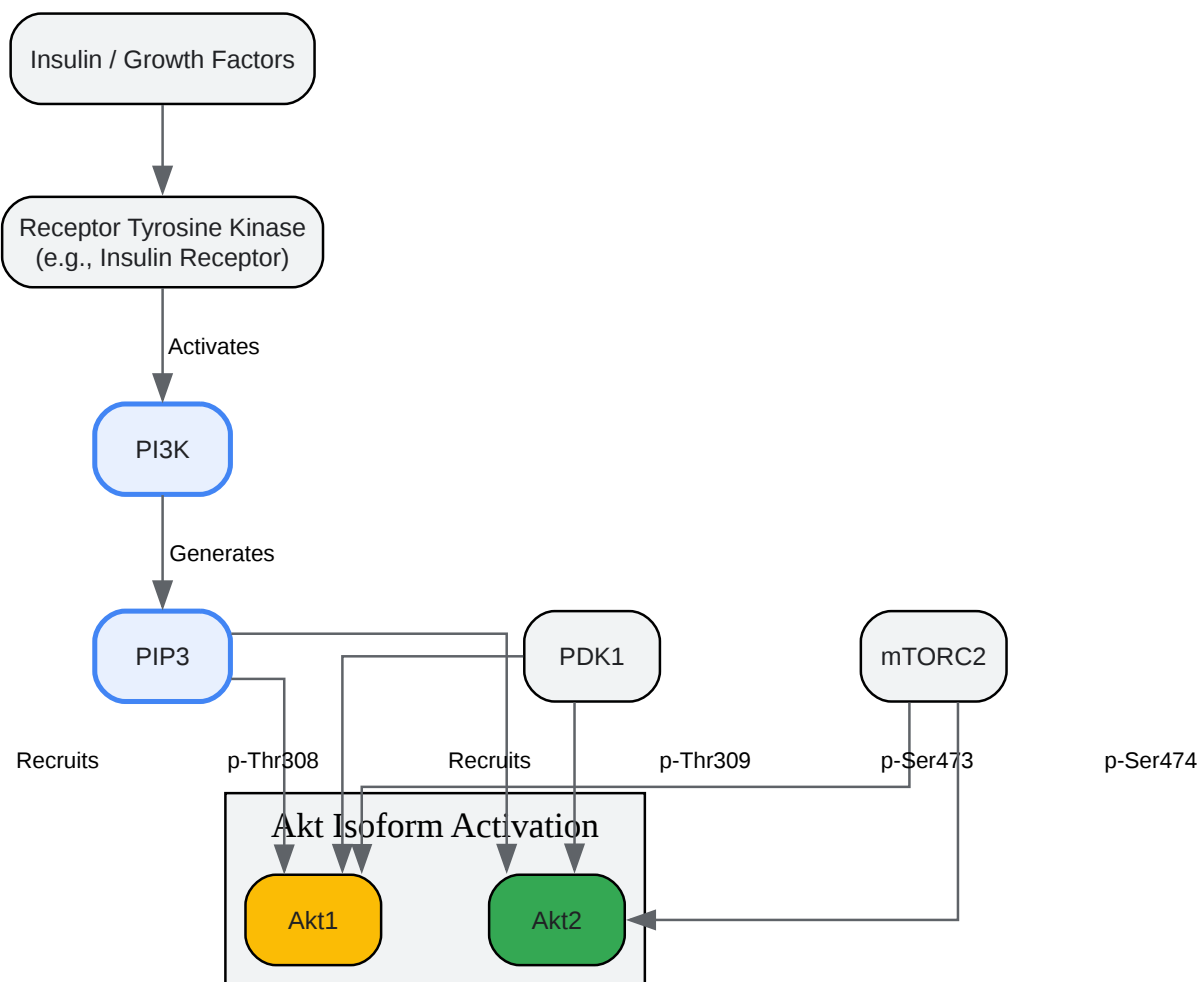 Insulin / Growth Factors
Receptor Tyrosine Kinase
(e.g., Insulin Receptor)
Activates
PI3K
Generates
PIP3
PDK1
mTORC2
Recruits
p-Thr308
Recruits
p-Thr309
p-Ser473
p-Ser474
Akt Isoform Activation
Akt1
Akt2